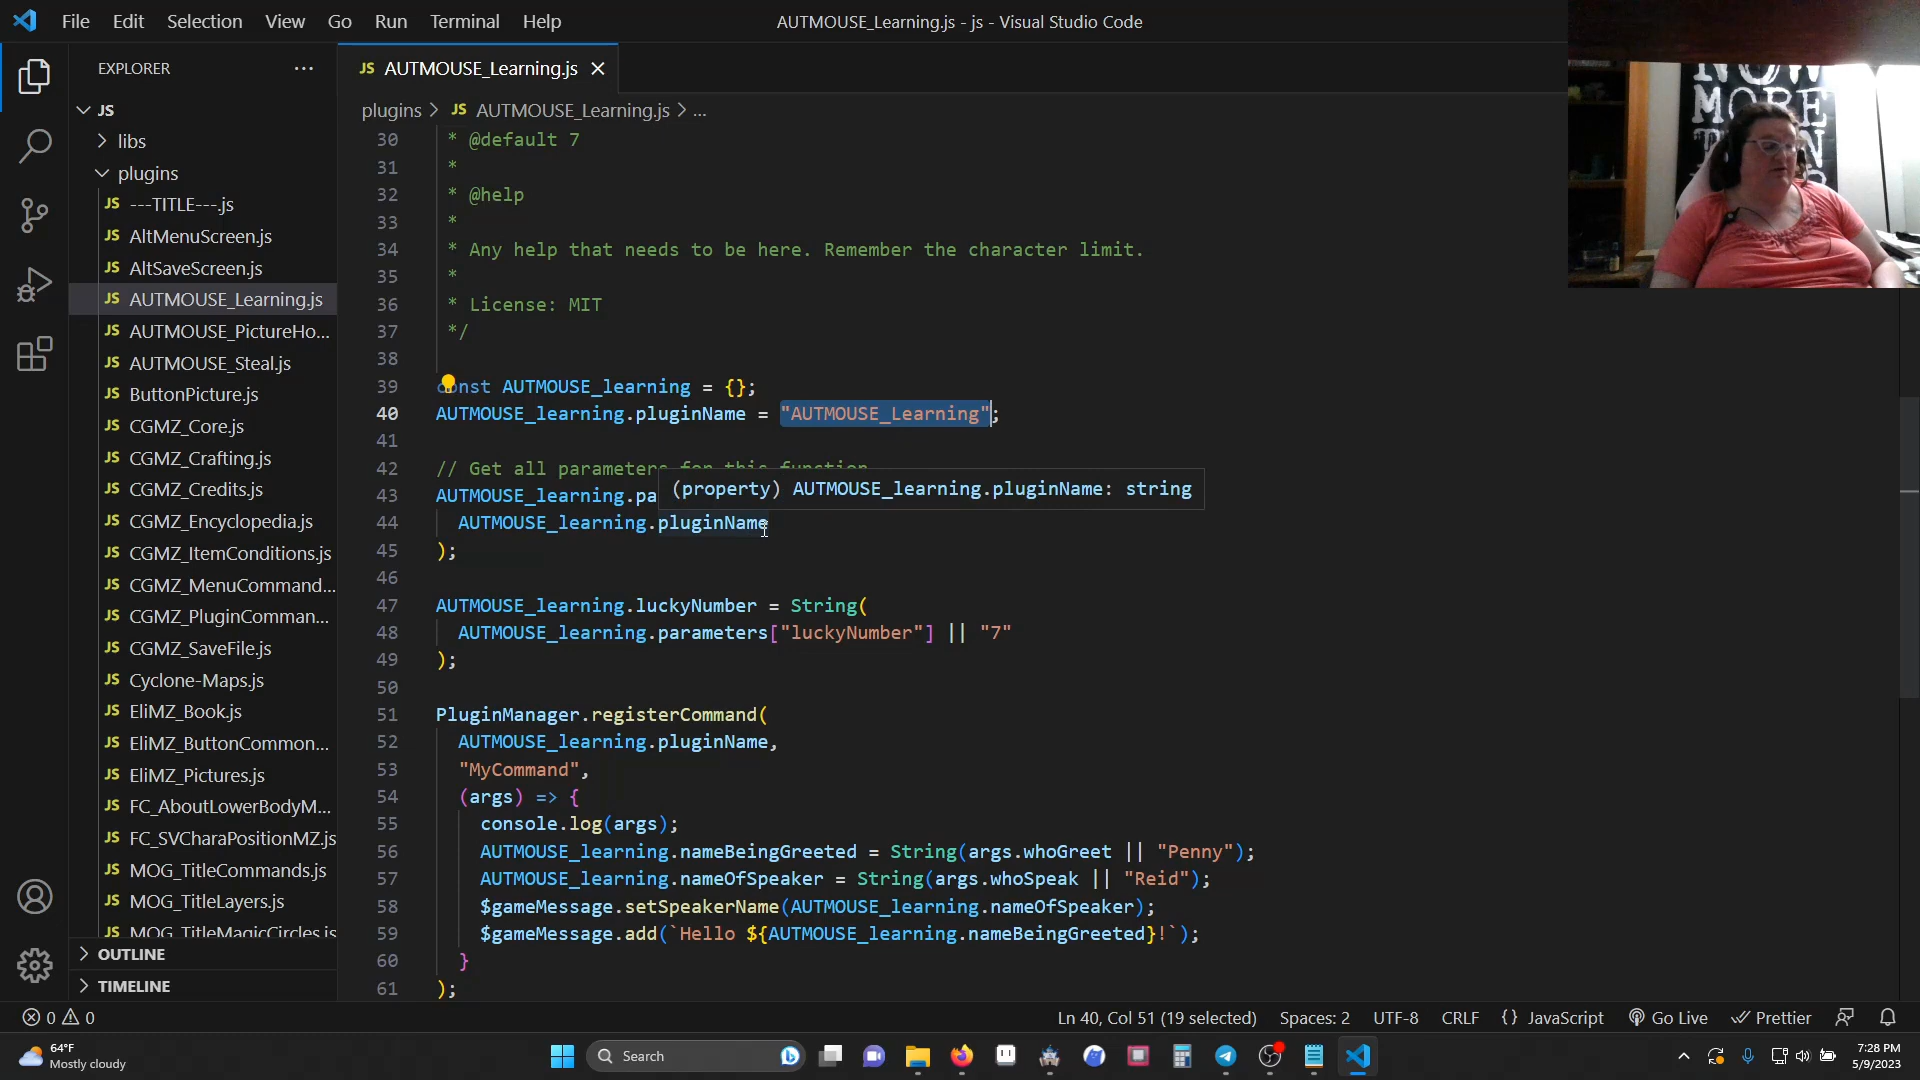 File Edit Selection View Go Run Terminal Help
AUTMOUSE_Learning.js - js - Visual Studio Code
EXPLORER
JS
libs
plugins
JS ---TITLE---.js
JS AltMenuScreen.js
JS AltSaveScreen.js
JS AUTMOUSE_Learning.js
JS AUTMOUSE_PictureHo...
JS AUTMOUSE_Steal.js
JS ButtonPicture.js
JS CGMZ_Core.js
JS CGMZ_Crafting.js
JS CGMZ_Credits.js
JS CGMZ_Encyclopedia.js
JS CGMZ_ItemConditions.js
JS CGMZ_MenuCommand...
JS CGMZ_PluginComman...
JS CGMZ_SaveFile.js
JS Cyclone-Maps.js
JS EliMZ_Book.js
JS EliMZ_ButtonCommon...
JS EliMZ_Pictures.js
JS FC_AboutLowerBodyM...
JS FC_SVCharaPositionMZ.js
JS MOG_TitleCommands.js
JS MOG_TitleLayers.js
JS MOG_TitleMagicCircles.js
OUTLINE
TIMELINE
JS AUTMOUSE_Learning.js
plugins > JS AUTMOUSE_Learning.js > ...
30 * @default 7
31 *
32 * @help
33 *
34 * Any help that needs to be here. Remember the character limit.
35 *
36 * License: MIT
37 */
38
39 const AUTMOUSE_learning = {};
40 AUTMOUSE_learning.pluginName = "AUTMOUSE_Learning";
41
42 // Get all parameters for this function
(property) AUTMOUSE_learning.pluginName: string
43 AUTMOUSE_learning.pa
44 AUTMOUSE_learning.pluginName
45 );
46
47 AUTMOUSE_learning.luckyNumber = String(
48 AUTMOUSE_learning.parameters["luckyNumber"] || "7"
49 );
50
51 PluginManager.registerCommand(
52 AUTMOUSE_learning.pluginName,
53 "MyCommand",
54 (args) => {
55 console.log(args);
56 AUTMOUSE_learning.nameBeingGreeted = String(args.whoGreet || "Penny");
57 AUTMOUSE_learning.nameOfSpeaker = String(args.whoSpeak || "Reid");
58 $gameMessage.setSpeakerName(AUTMOUSE_learning.nameOfSpeaker);
59 $gameMessage.add(`Hello ${AUTMOUSE_learning.nameBeingGreeted}!`);
60 }
61 );
NOW
MORE
0 0
Ln 40, Col 51 (19 selected) Spaces: 2 UTF-8 CRLF {} JavaScript Go Live Prettier
64°F
Mostly cloudy
Search
7:28 PM
5/9/2023